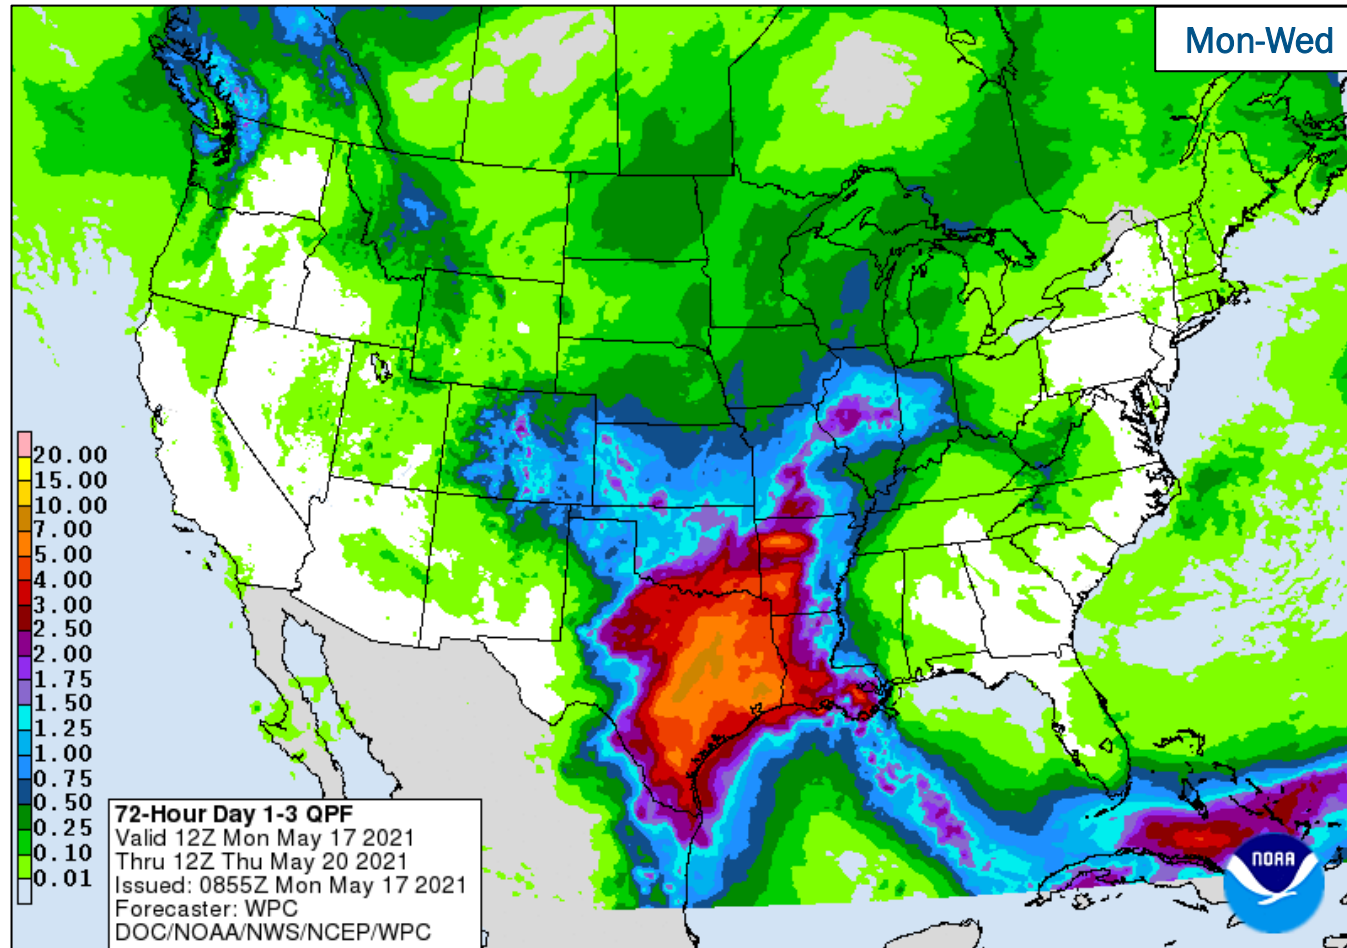 Mon-Wed
20.00
15.00
10.00
7.00
5.00
4.00
3.00
2.50
2.00
1.75
1.50
1.25
1.00
0.75
0.50
0.25
0.10
0.01
72-Hour Day 1-3 QPF
Valid 12Z Mon May 17 2021
Thru 12Z Thu May 20 2021
Issued: 0855Z Mon May 17 2021
Forecaster: WPC
DOC/NOAA/NWS/NCEP/WPC
NOAA